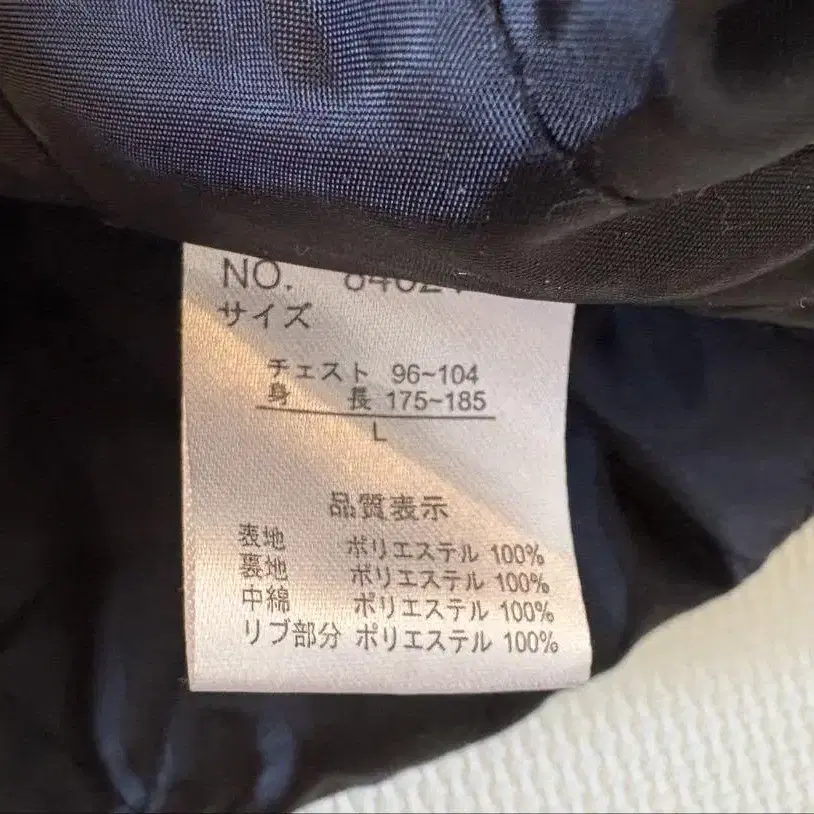 NO.
サイズ
チェスト 96~104
身 長 175~185
L
品質表示
表地 ポリエステル 100%
裏地 ポリエステル 100%
中綿 ポリエステル 100%
リブ部分 ポリエステル 100%